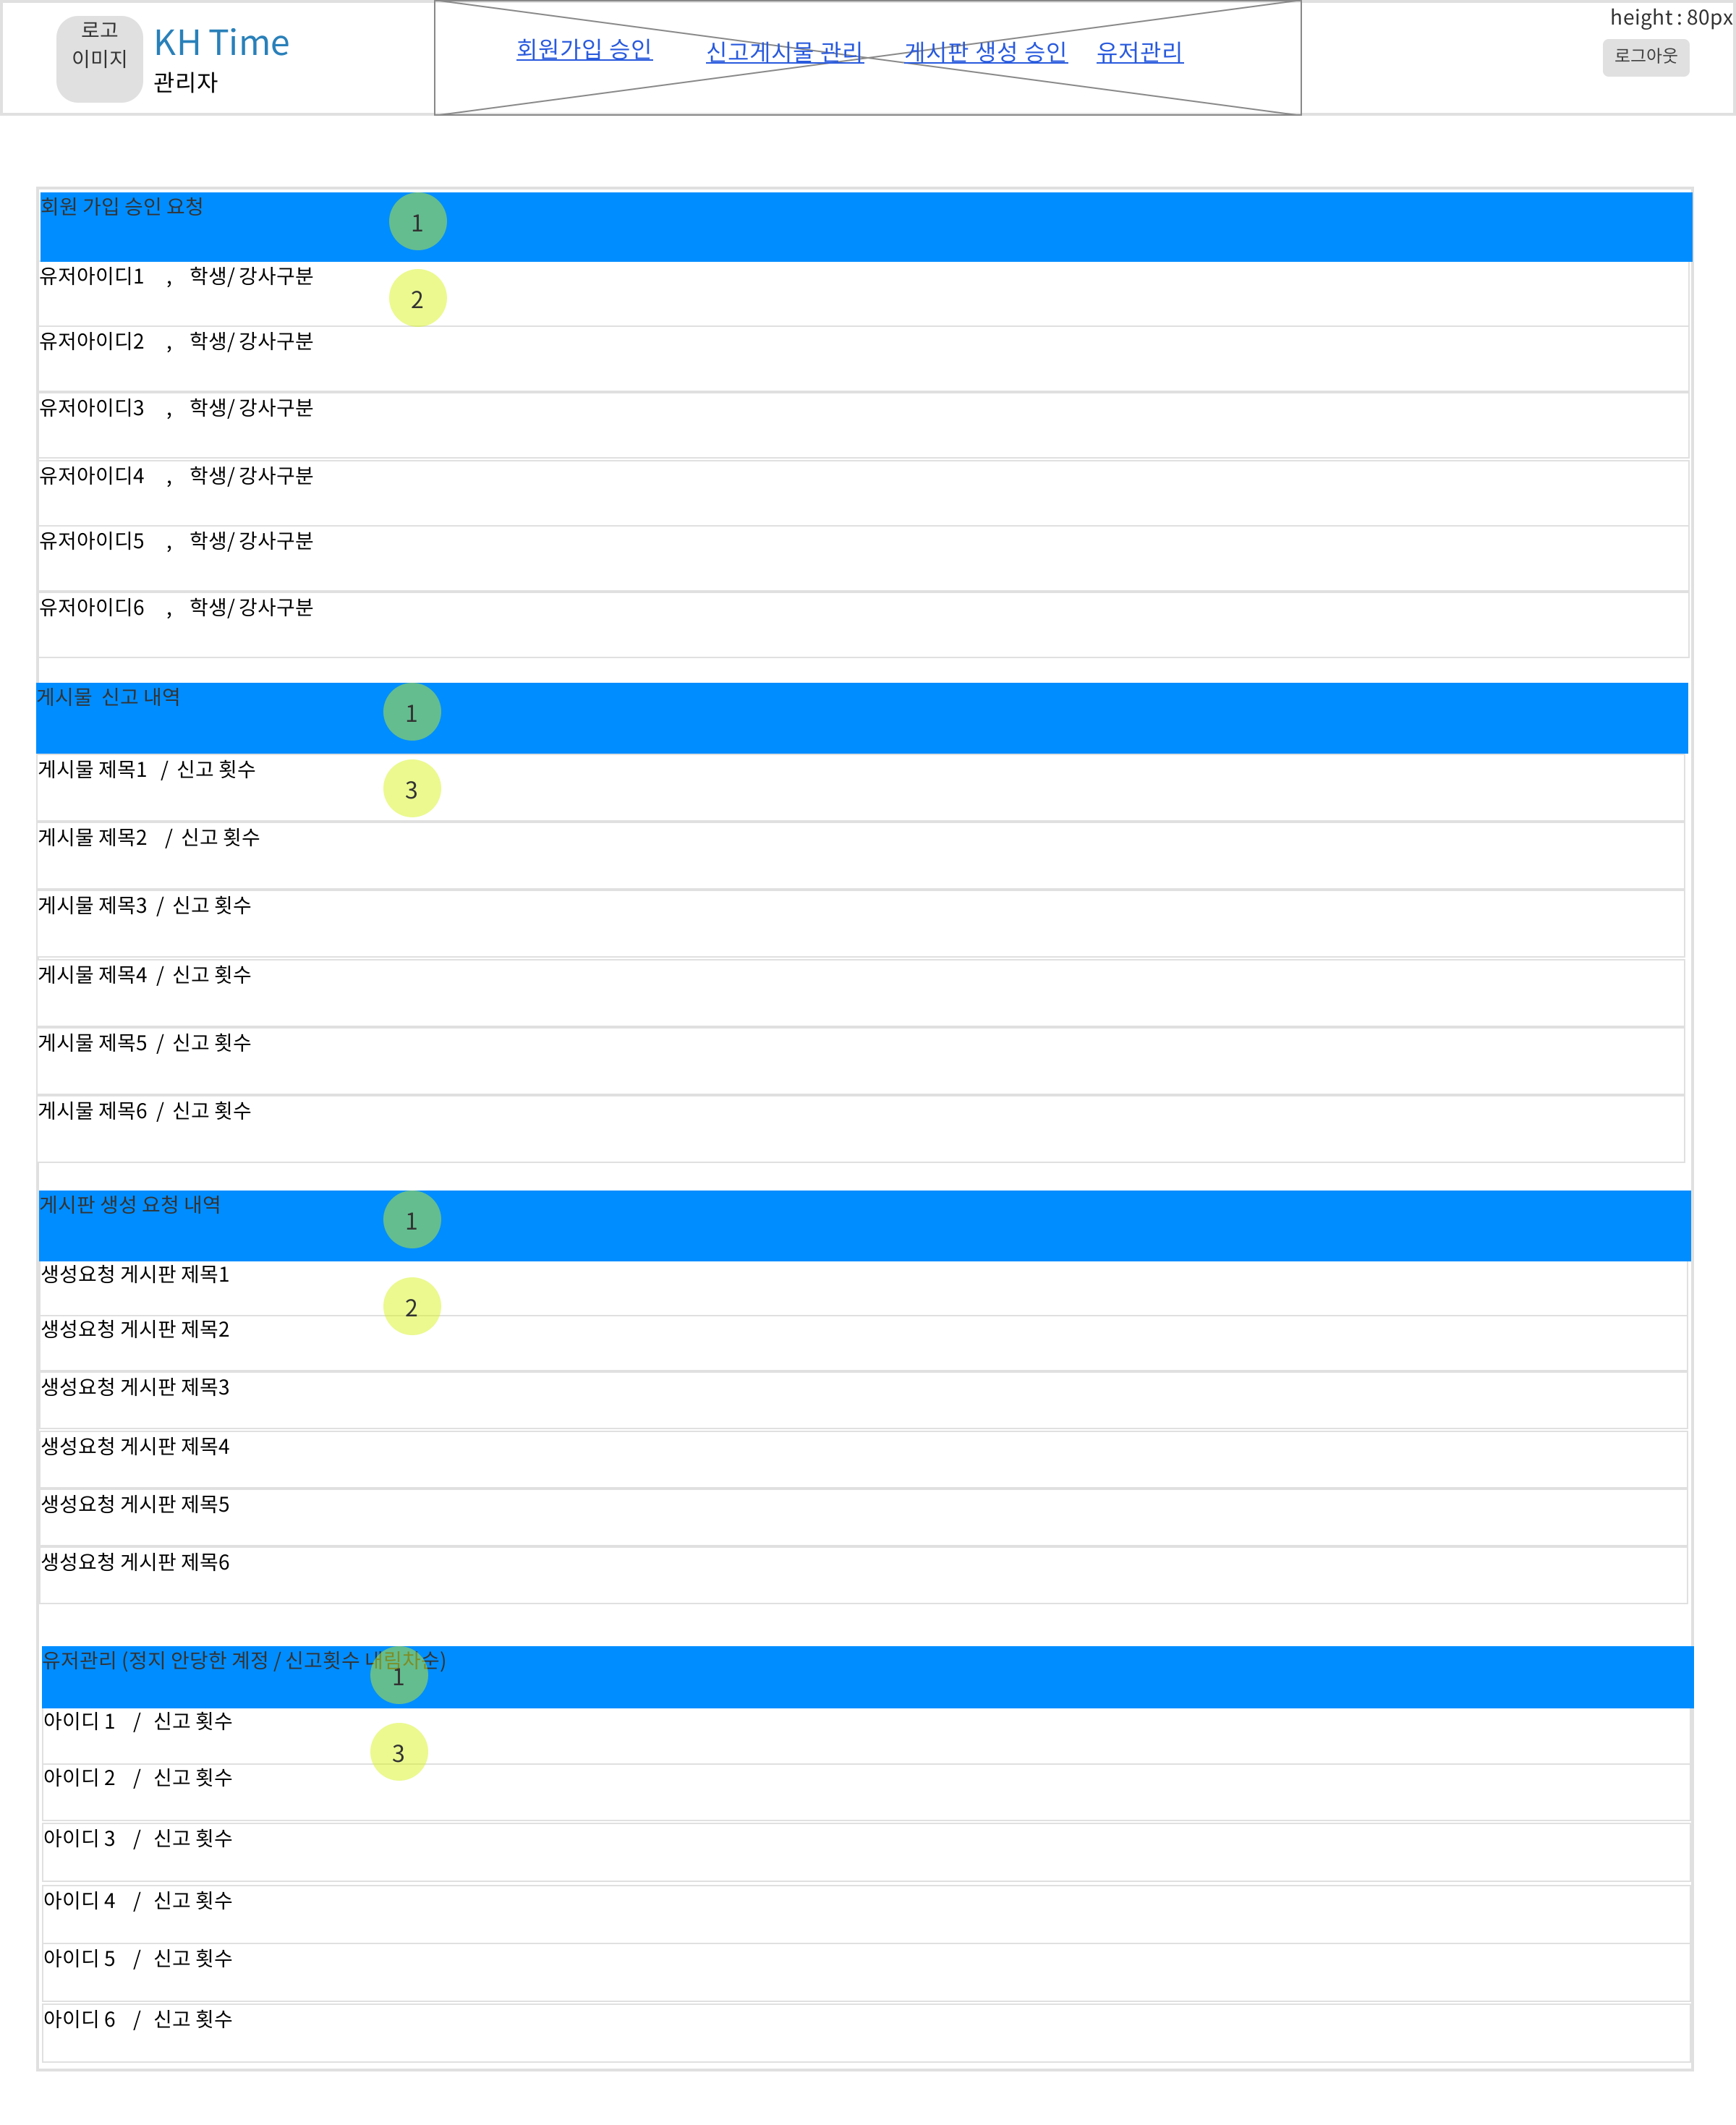 로고
이미지
KH Time
관리자
회원가입 승인
신고게시물 관리
게시판 생성 승인
유저관리
height : 80px
로그아웃
회원 가입 승인 요청
1
유저아이디1 , 학생/ 강사구분
2
유저아이디2 , 학생/ 강사구분
유저아이디3 , 학생/ 강사구분
유저아이디4 , 학생/ 강사구분
유저아이디5 , 학생/ 강사구분
유저아이디6 , 학생/ 강사구분
게시물 신고 내역
1
게시물 제목1 / 신고 횟수
3
게시물 제목2 / 신고 횟수
게시물 제목3 / 신고 횟수
게시물 제목4 / 신고 횟수
게시물 제목5 / 신고 횟수
게시물 제목6 / 신고 횟수
게시판 생성 요청 내역
1
생성요청 게시판 제목1
2
생성요청 게시판 제목2
생성요청 게시판 제목3
생성요청 게시판 제목4
생성요청 게시판 제목5
생성요청 게시판 제목6
유저관리 (정지 안당한 계정 / 신고횟수 내림차순)
1
아이디 1 / 신고 횟수
3
아이디 2 / 신고 횟수
아이디 3 / 신고 횟수
아이디 4 / 신고 횟수
아이디 5 / 신고 횟수
아이디 6 / 신고 횟수